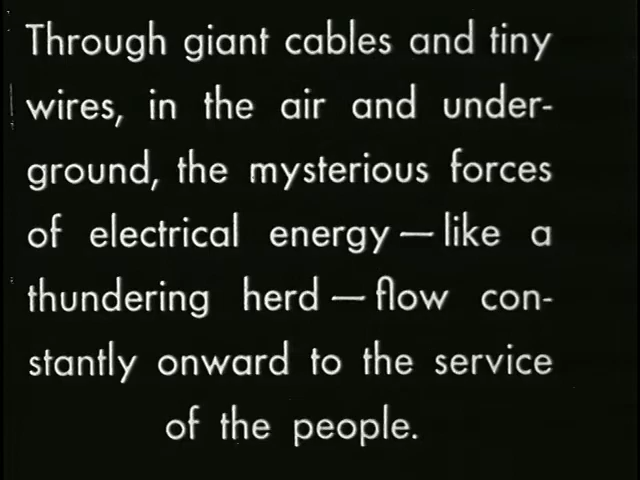 Through giant cables and tiny
wires, in the air and under-
ground, the mysterious forces
of electrical energy — like a
thundering herd — flow con-
stantly onward to the service
of the people.